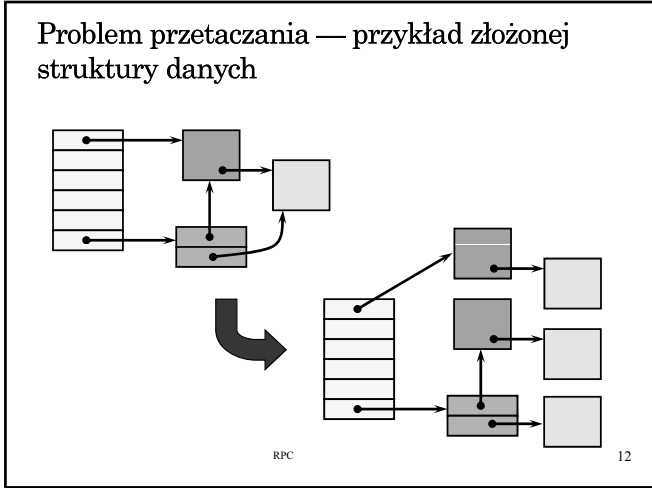 Problem przetaczania — przykład złożonej
struktury danych
RPC
12